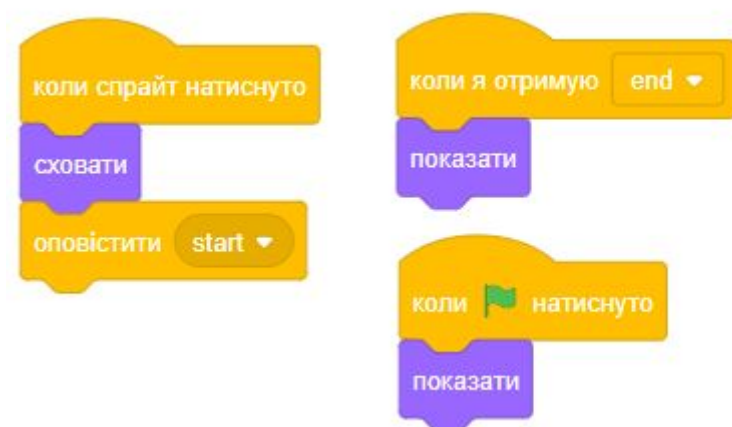 коли спрайт натиснуто
сховати
оповістити start
коли я отримую end
показати
коли натиснуто
показати